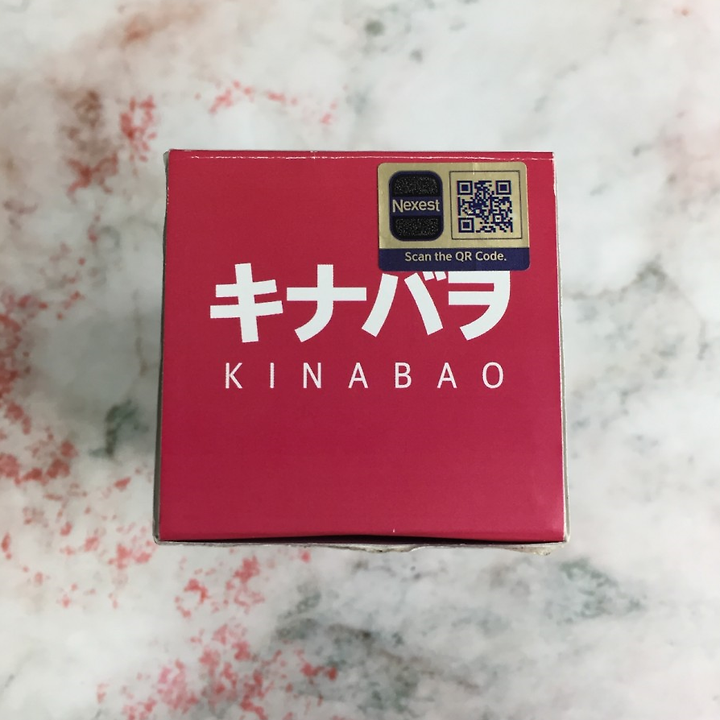 Nexest
Scan the QR Code.
キナバヲ
KINABAO